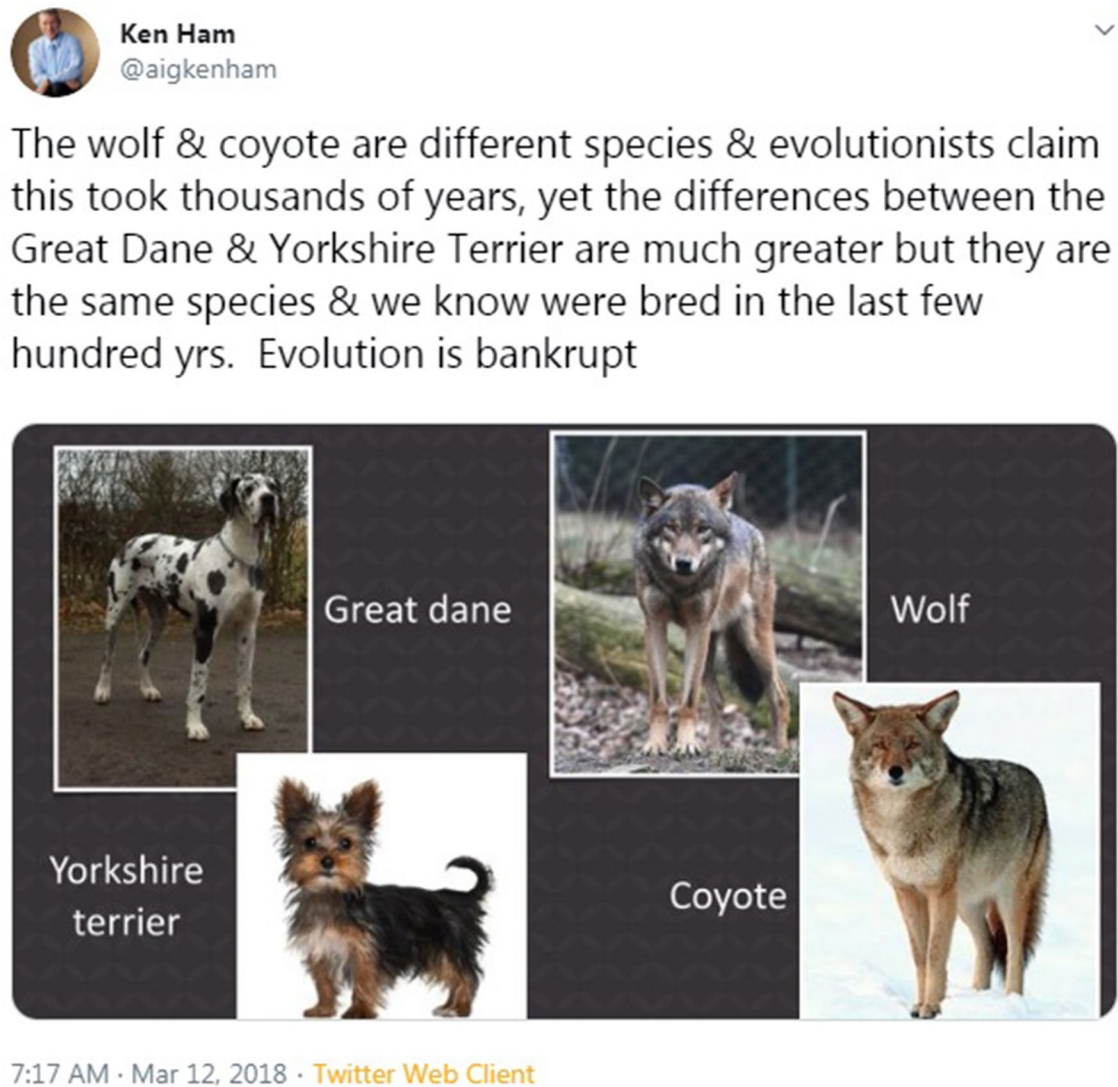 Ken Ham
@aigkenham
The wolf & coyote are different species & evolutionists claim
this took thousands of years, yet the differences between the
Great Dane & Yorkshire Terrier are much greater but they are
the same species & we know were bred in the last few
hundred yrs.  Evolution is bankrupt
Great dane
Wolf
Yorkshire
terrier
Coyote
7:17 AM · Mar 12, 2018 · Twitter Web Client